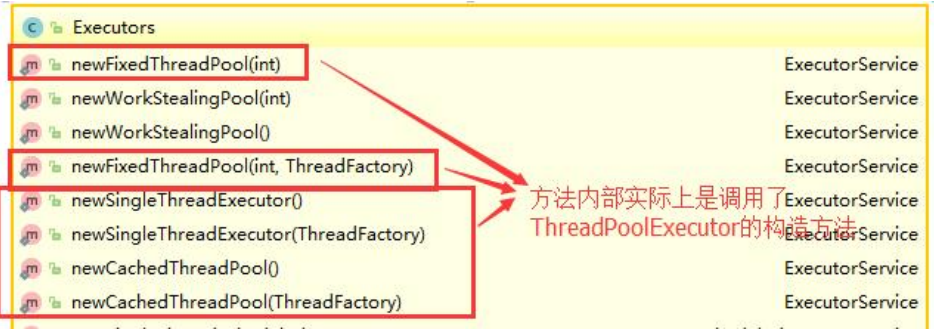 Executors
newFixedThreadPool(int) ExecutorService
newWorkStealingPool(int) ExecutorService
newWorkStealingPool() ExecutorService
newFixedThreadPool(int, ThreadFactory) ExecutorService
newSingleThreadExecutor() ExecutorService
newSingleThreadExecutor(ThreadFactory) ExecutorService
newCachedThreadPool() ExecutorService
newCachedThreadPool(ThreadFactory) ExecutorService
方法内部实际上是调用了
ThreadPoolExecutor的构造方法